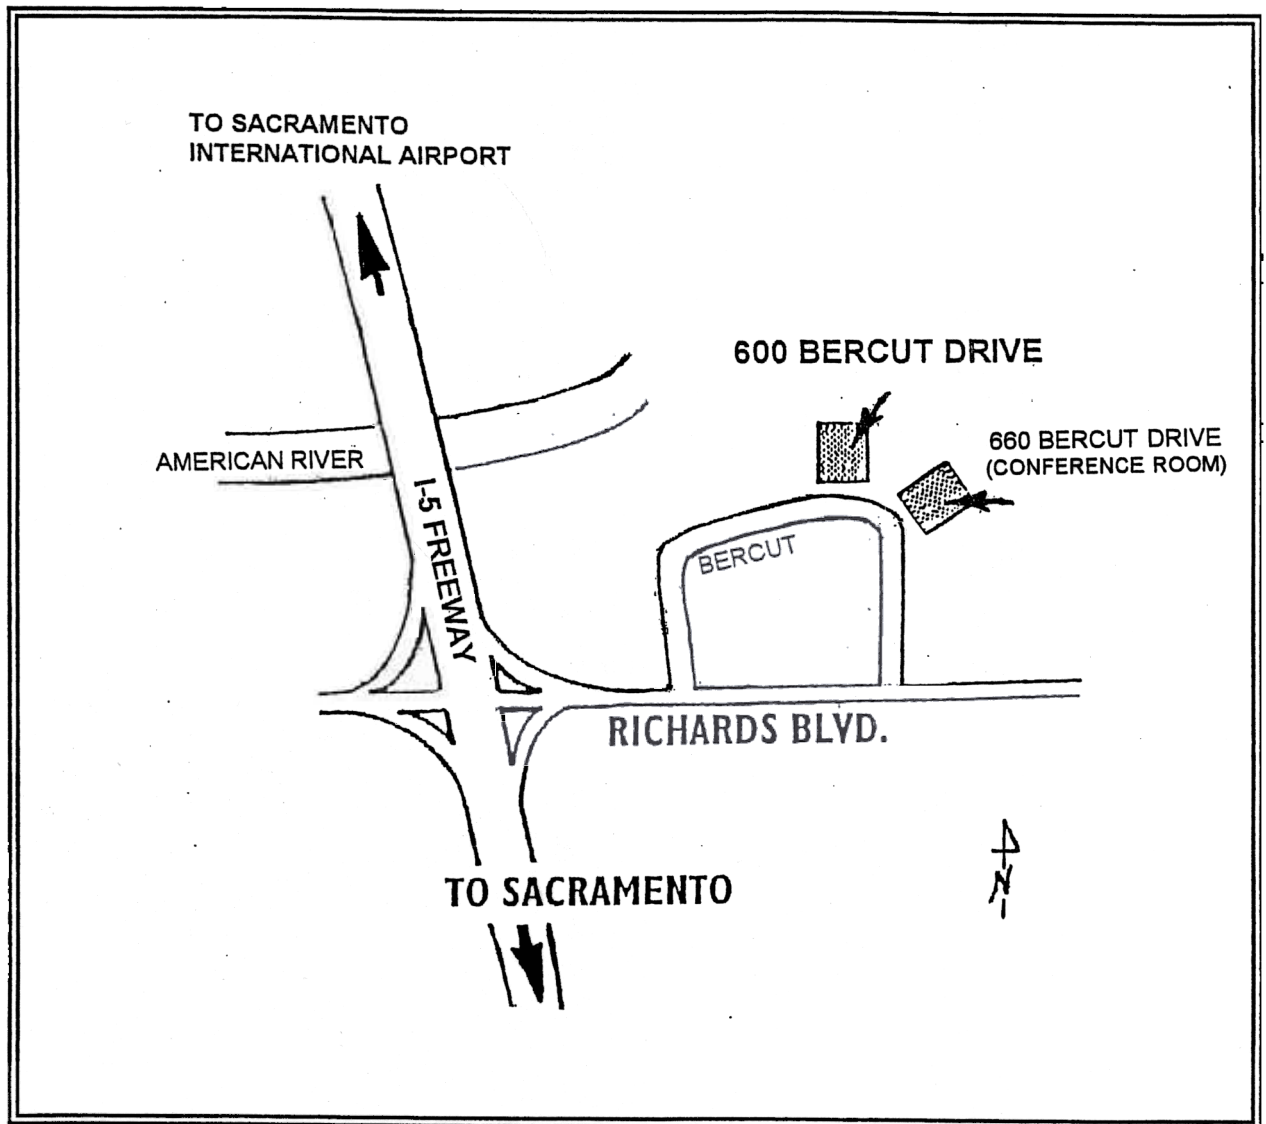 TO SACRAMENTO
INTERNATIONAL AIRPORT
600 BERCUT DRIVE
660 BERCUT DRIVE
(CONFERENCE ROOM)
AMERICAN RIVER
I-5 FREEWAY
BERCUT
RICHARDS BLVD.
TO SACRAMENTO
N